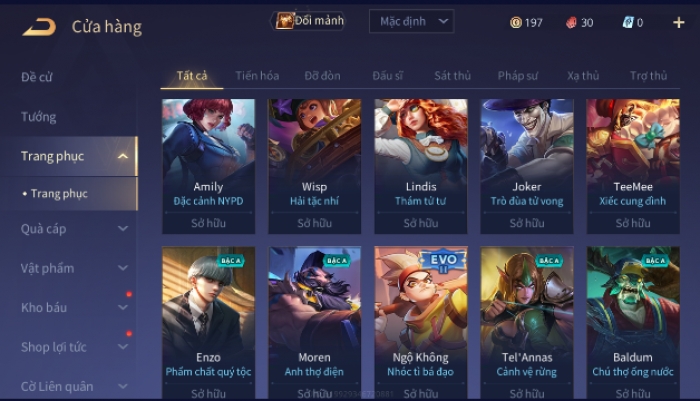 Cửa hàng
Đổi mảnh
Mặc định
197
30
0
Đề cử
Tướng
Trang phục
• Trang phục
Quà cáp
Vật phẩm
Kho báu
Shop lợi tức
Cờ Liên quân
Tất cả Tiến hóa Đỡ đòn Đấu sĩ Sát thủ Pháp sư Xạ thủ Trợ thủ
Amily
Đặc cảnh NYPD
Sở hữu
Wisp
Hải tặc nhí
Sở hữu
Lindis
Thám tử tư
Sở hữu
Joker
Trò đùa tử vong
Sở hữu
TeeMee
Xiếc cung đình
Sở hữu
BẬC A
Enzo
Phẩm chất quý tộc
Sở hữu
BẬC A
Moren
Anh thợ điện
Sở hữu
EVO
II
Ngộ Không
Nhóc tì bá đạo
Sở hữu
BẬC A
Tel'Annas
Cảnh vệ rừng
Sở hữu
BẬC A
Baldum
Chú thợ ống nước
Sở hữu